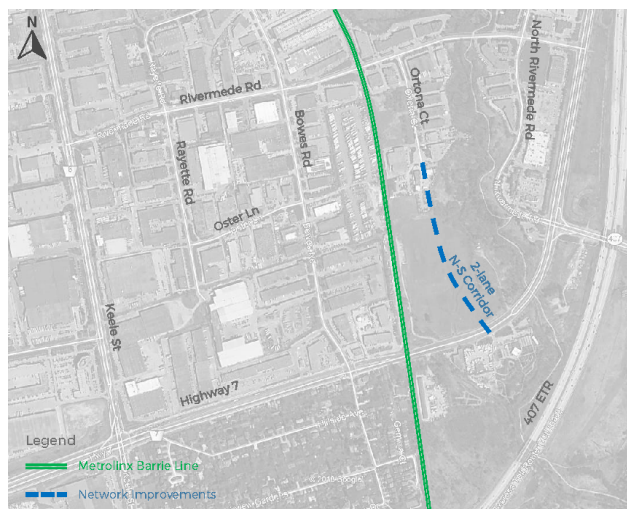 N
North Rivermede Rd
Ortona Ct
Rivermede Rd
Bowes Rd
Rayette Rd
Oster Ln
2-lane
N-S Corridor
Keele St
Highway 7
407 ETR
Legend
Metrolinx Barrie Line
Network Improvements